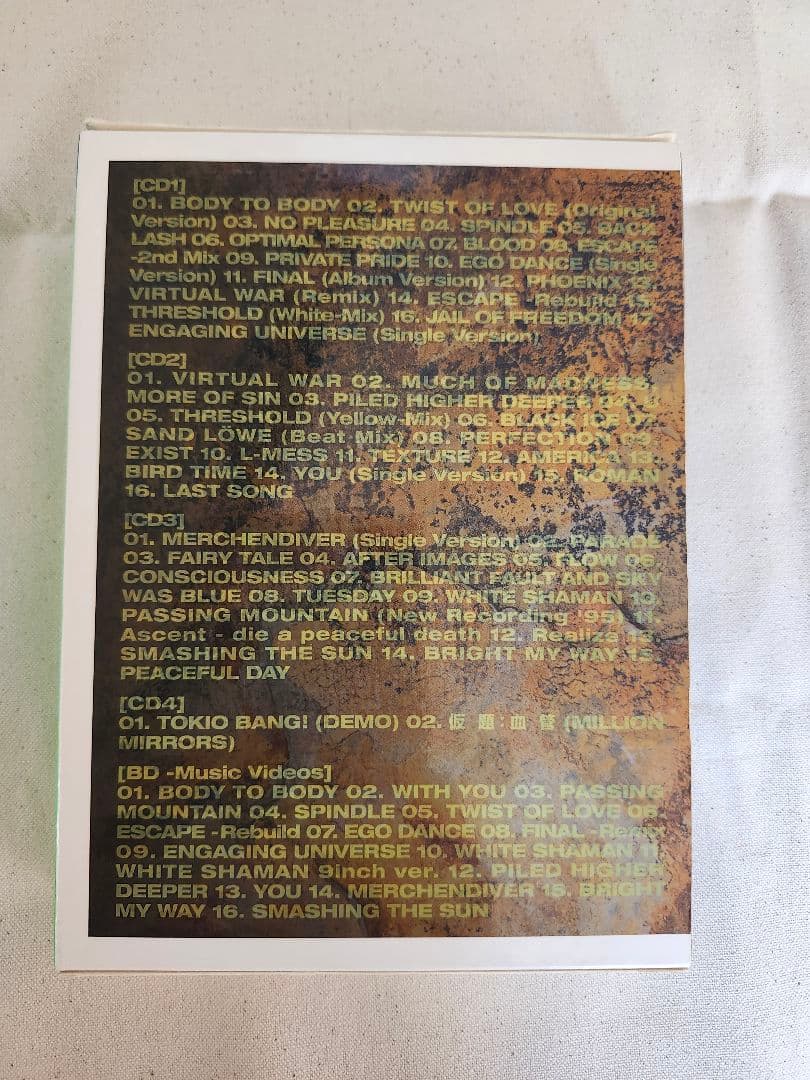 [CD1]
01. BODY TO BODY 02. TWIST OF LOVE (Original
Version) 03. NO PLEASURE 04. SPINDLE 05. BACK
LASH 06. OPTIMAL PERSONA 07. BLOOD 08. ESCAPE
-2nd Mix 09. PRIVATE PRIDE 10. EGO DANCE (Single
Version) 11. FINAL (Album Version) 12. PHOENIX 13.
VIRTUAL WAR (Remix) 14. ESCAPE -Rebuild 15.
THRESHOLD (White-Mix) 16. JAIL OF FREEDOM 17.
ENGAGING UNIVERSE (Single Version)
[CD2]
01. VIRTUAL WAR 02. MUCH OF MADNESS,
MORE OF SIN 03. PILED HIGHER DEEPER 04. U
05. THRESHOLD (Yellow-Mix) 06. BLACK ICE 07.
SAND LÖWE (Beat Mix) 08. PERFECTION 09.
EXIST 10. L-MESS 11. TEXTURE 12. AMERICA 13.
BIRD TIME 14. YOU (Single Version) 15. ROMAN
16. LAST SONG
[CD3]
01. MERCHENDIVER (Single Version) 02. PARADE
03. FAIRY TALE 04. AFTER IMAGES 05. FLOW 06.
CONSCIOUSNESS 07. BRILLIANT FAULT AND SKY
WAS BLUE 08. TUESDAY 09. WHITE SHAMAN 10.
PASSING MOUNTAIN (New Recording '95) 11.
Ascent - die a peaceful death 12. Realize 13.
SMASHING THE SUN 14. BRIGHT MY WAY 15.
PEACEFUL DAY
[CD4]
01. TOKIO BANG! (DEMO) 02. 仮 題:血 管 (MILLION
MIRRORS)
[BD -Music Videos]
01. BODY TO BODY 02. WITH YOU 03. PASSING
MOUNTAIN 04. SPINDLE 05. TWIST OF LOVE 06.
ESCAPE -Rebuild 07. EGO DANCE 08. FINAL -Remix
09. ENGAGING UNIVERSE 10. WHITE SHAMAN 11.
WHITE SHAMAN 9inch ver. 12. PILED HIGHER
DEEPER 13. YOU 14. MERCHENDIVER 15. BRIGHT
MY WAY 16. SMASHING THE SUN